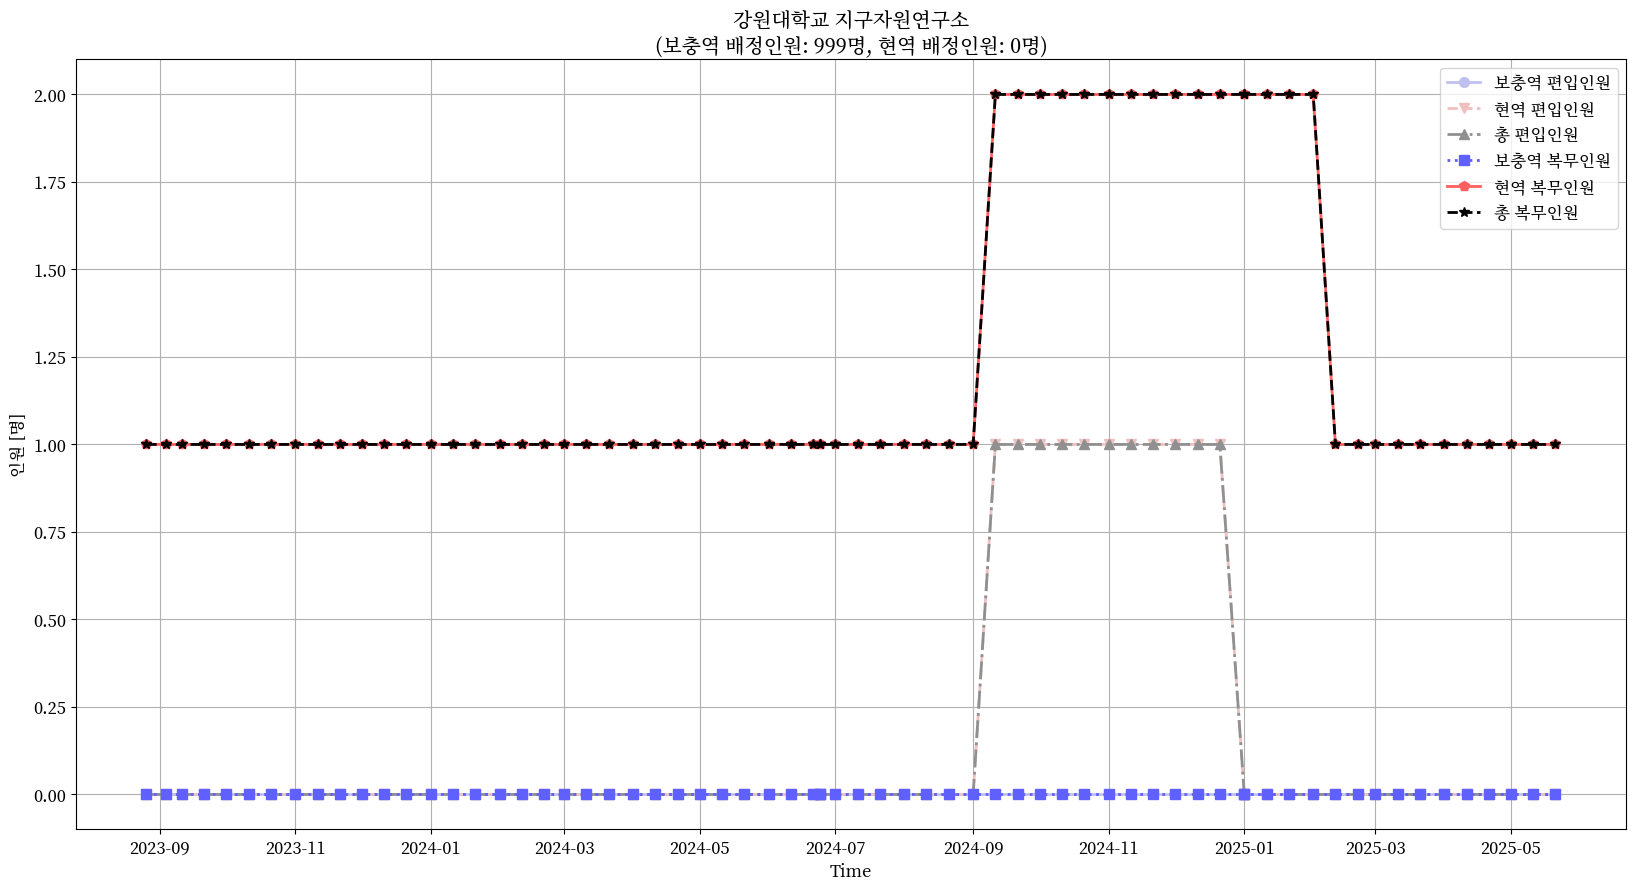 강원대학교 지구자원연구소
(보충역 배정인원: 999명, 현역 배정인원: 0명)
보충역 편입인원
현역 편입인원
총 편입인원
보충역 복무인원
현역 복무인원
총 복무인원
인원 [명]
2.00
1.75
1.50
1.25
1.00
0.75
0.50
0.25
0.00
2023-09
2023-11
2024-01
2024-03
2024-05
2024-07
2024-09
2024-11
2025-01
2025-03
2025-05
Time